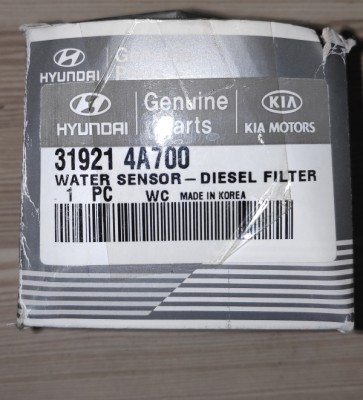 HYUNDAI
Ge
P
HYUNDAI Genuine Parts KIA KIA MOTORS
31921 4A700
WATER SENSOR-DIESEL FILTER
1 PC WC MADE IN KOREA